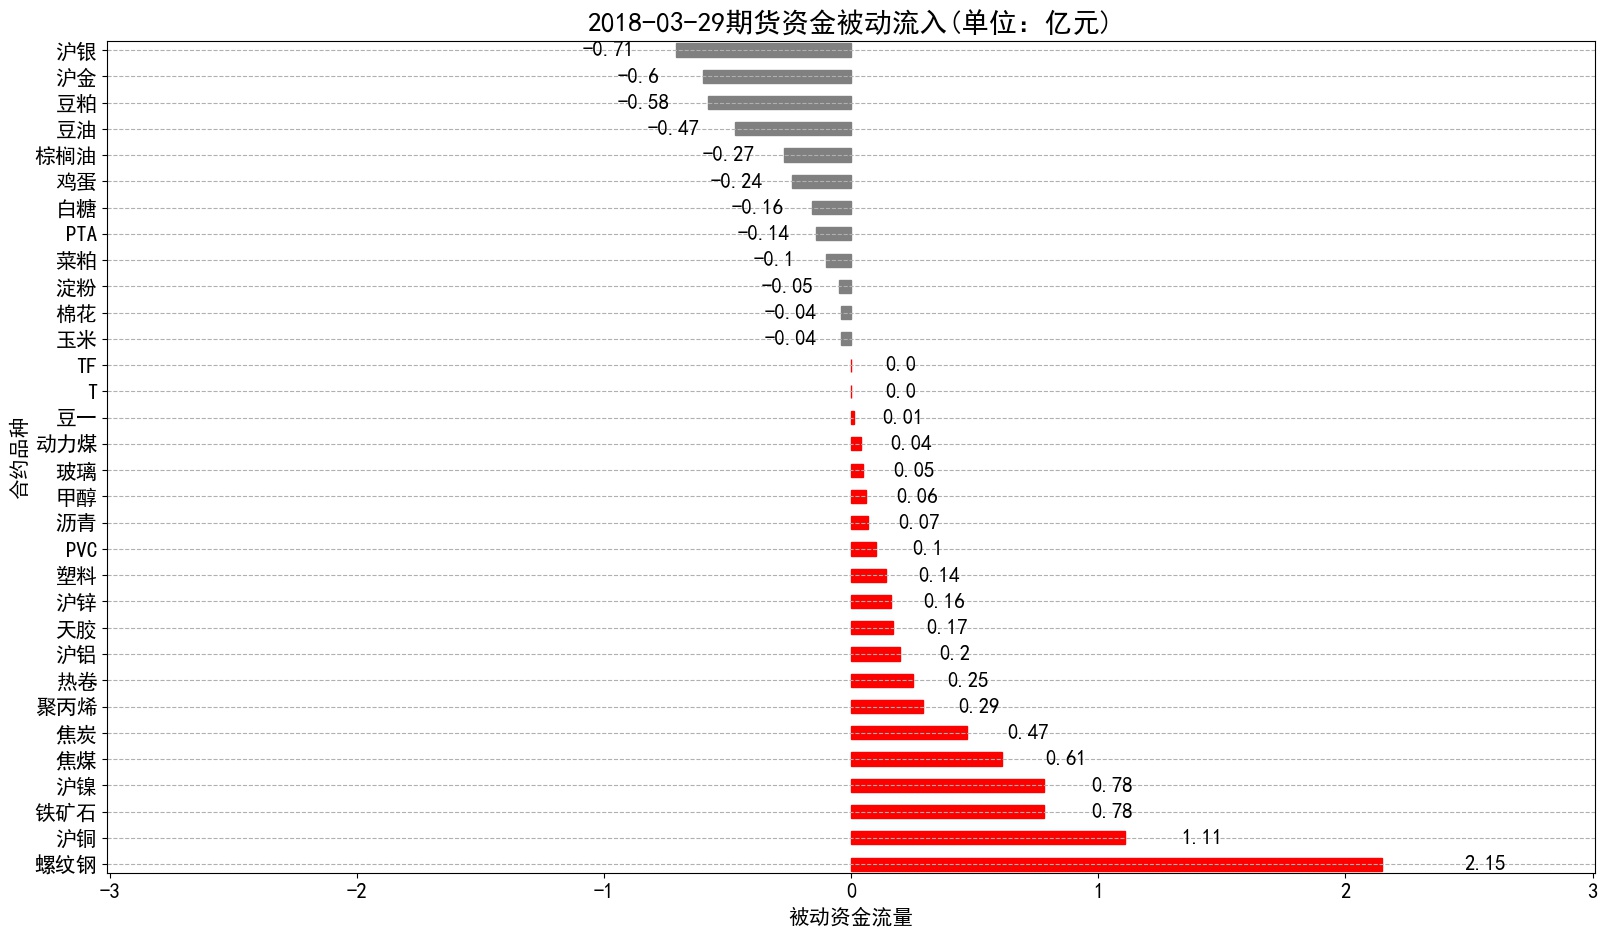 2018-03-29期货资金被动流入(单位：亿元)
合约品种
沪银 -0.71
沪金 -0.6
豆粕 -0.58
豆油 -0.47
棕榈油 -0.27
鸡蛋 -0.24
白糖 -0.16
PTA -0.14
菜粕 -0.1
淀粉 -0.05
棉花 -0.04
玉米 -0.04
TF 0.0
T 0.0
豆一 0.01
动力煤 0.04
玻璃 0.05
甲醇 0.06
沥青 0.07
PVC 0.1
塑料 0.14
沪锌 0.16
天胶 0.17
沪铝 0.2
热卷 0.25
聚丙烯 0.29
焦炭 0.47
焦煤 0.61
沪镍 0.78
铁矿石 0.78
沪铜 1.11
螺纹钢 2.15
-3 -2 -1 0 1 2 3
被动资金流量